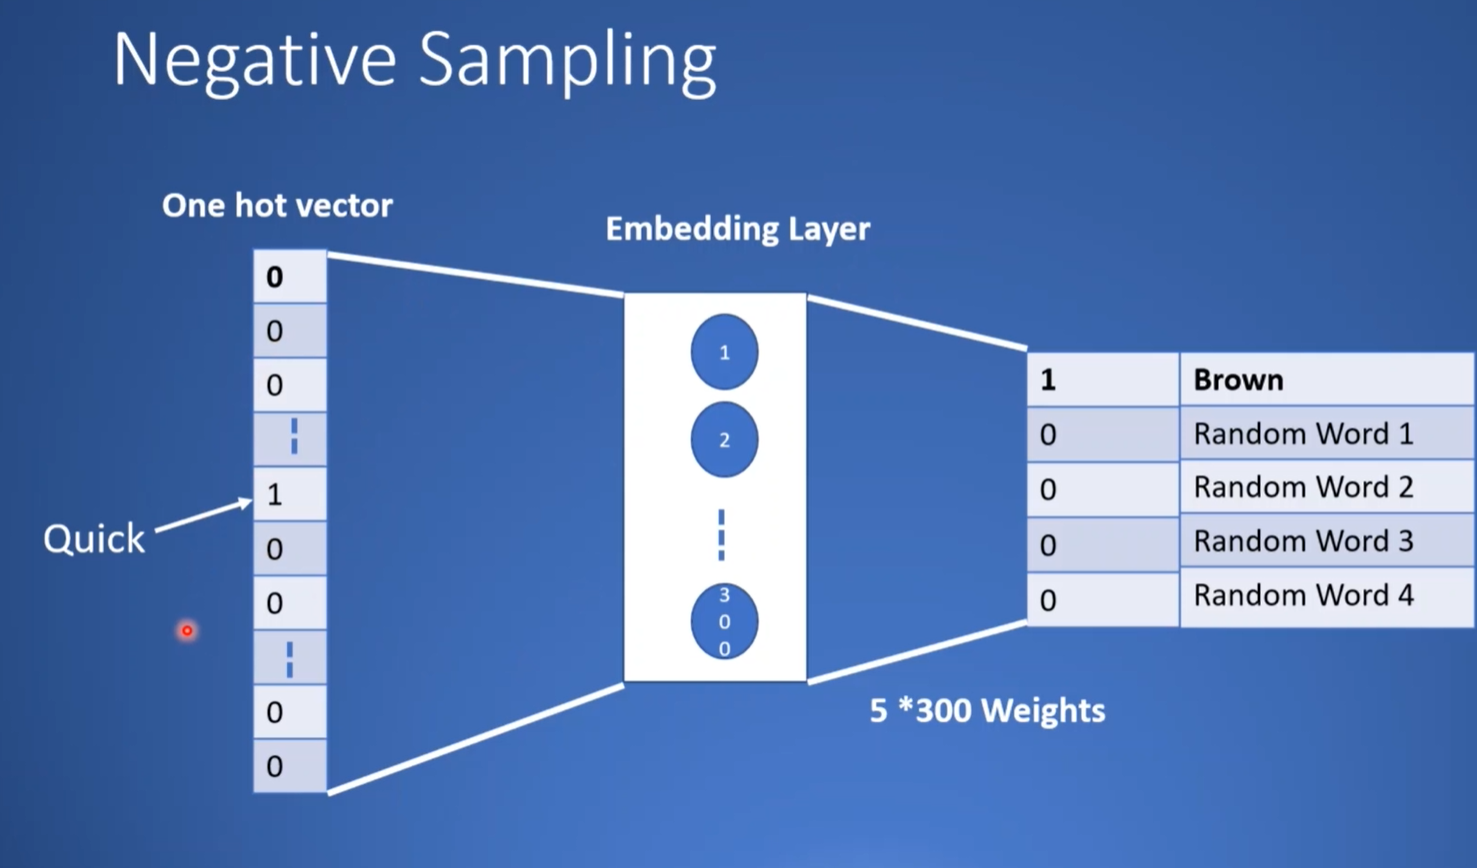 Negative Sampling
One hot vector
Embedding Layer
0
0
0
1
0
0
0
0
Quick
1
2
3
0
0
1 Brown
0 Random Word 1
0 Random Word 2
0 Random Word 3
0 Random Word 4
5 *300 Weights